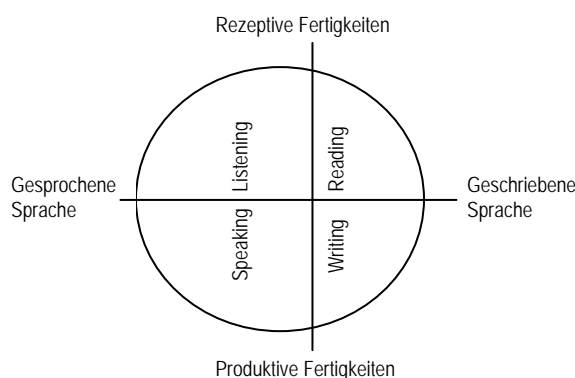 Rezeptive Fertigkeiten
Listening
Reading
Gesprochene
Sprache
Geschriebene
Sprache
Speaking
Writing
Produktive Fertigkeiten